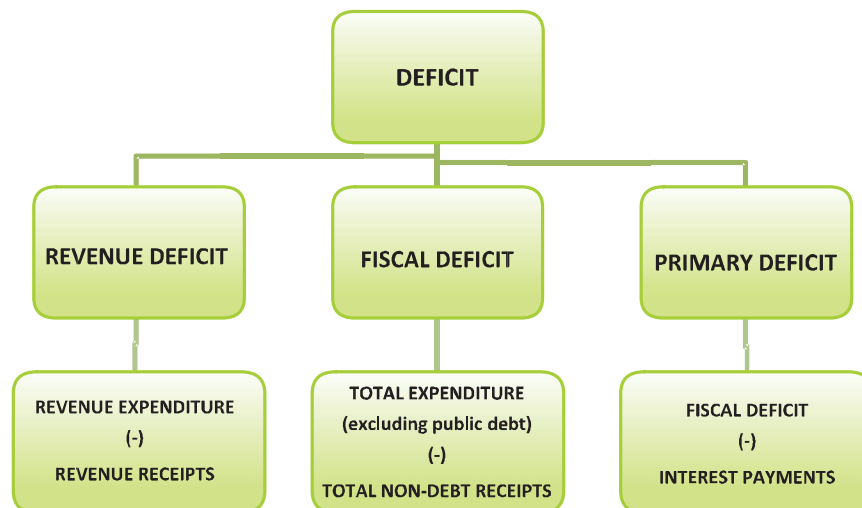 DEFICIT
REVENUE DEFICIT
FISCAL DEFICIT
PRIMARY DEFICIT
REVENUE EXPENDITURE
(-)
REVENUE RECEIPTS
TOTAL EXPENDITURE
(excluding public debt)
(-)
TOTAL NON-DEBT RECEIPTS
FISCAL DEFICIT
(-)
INTEREST PAYMENTS